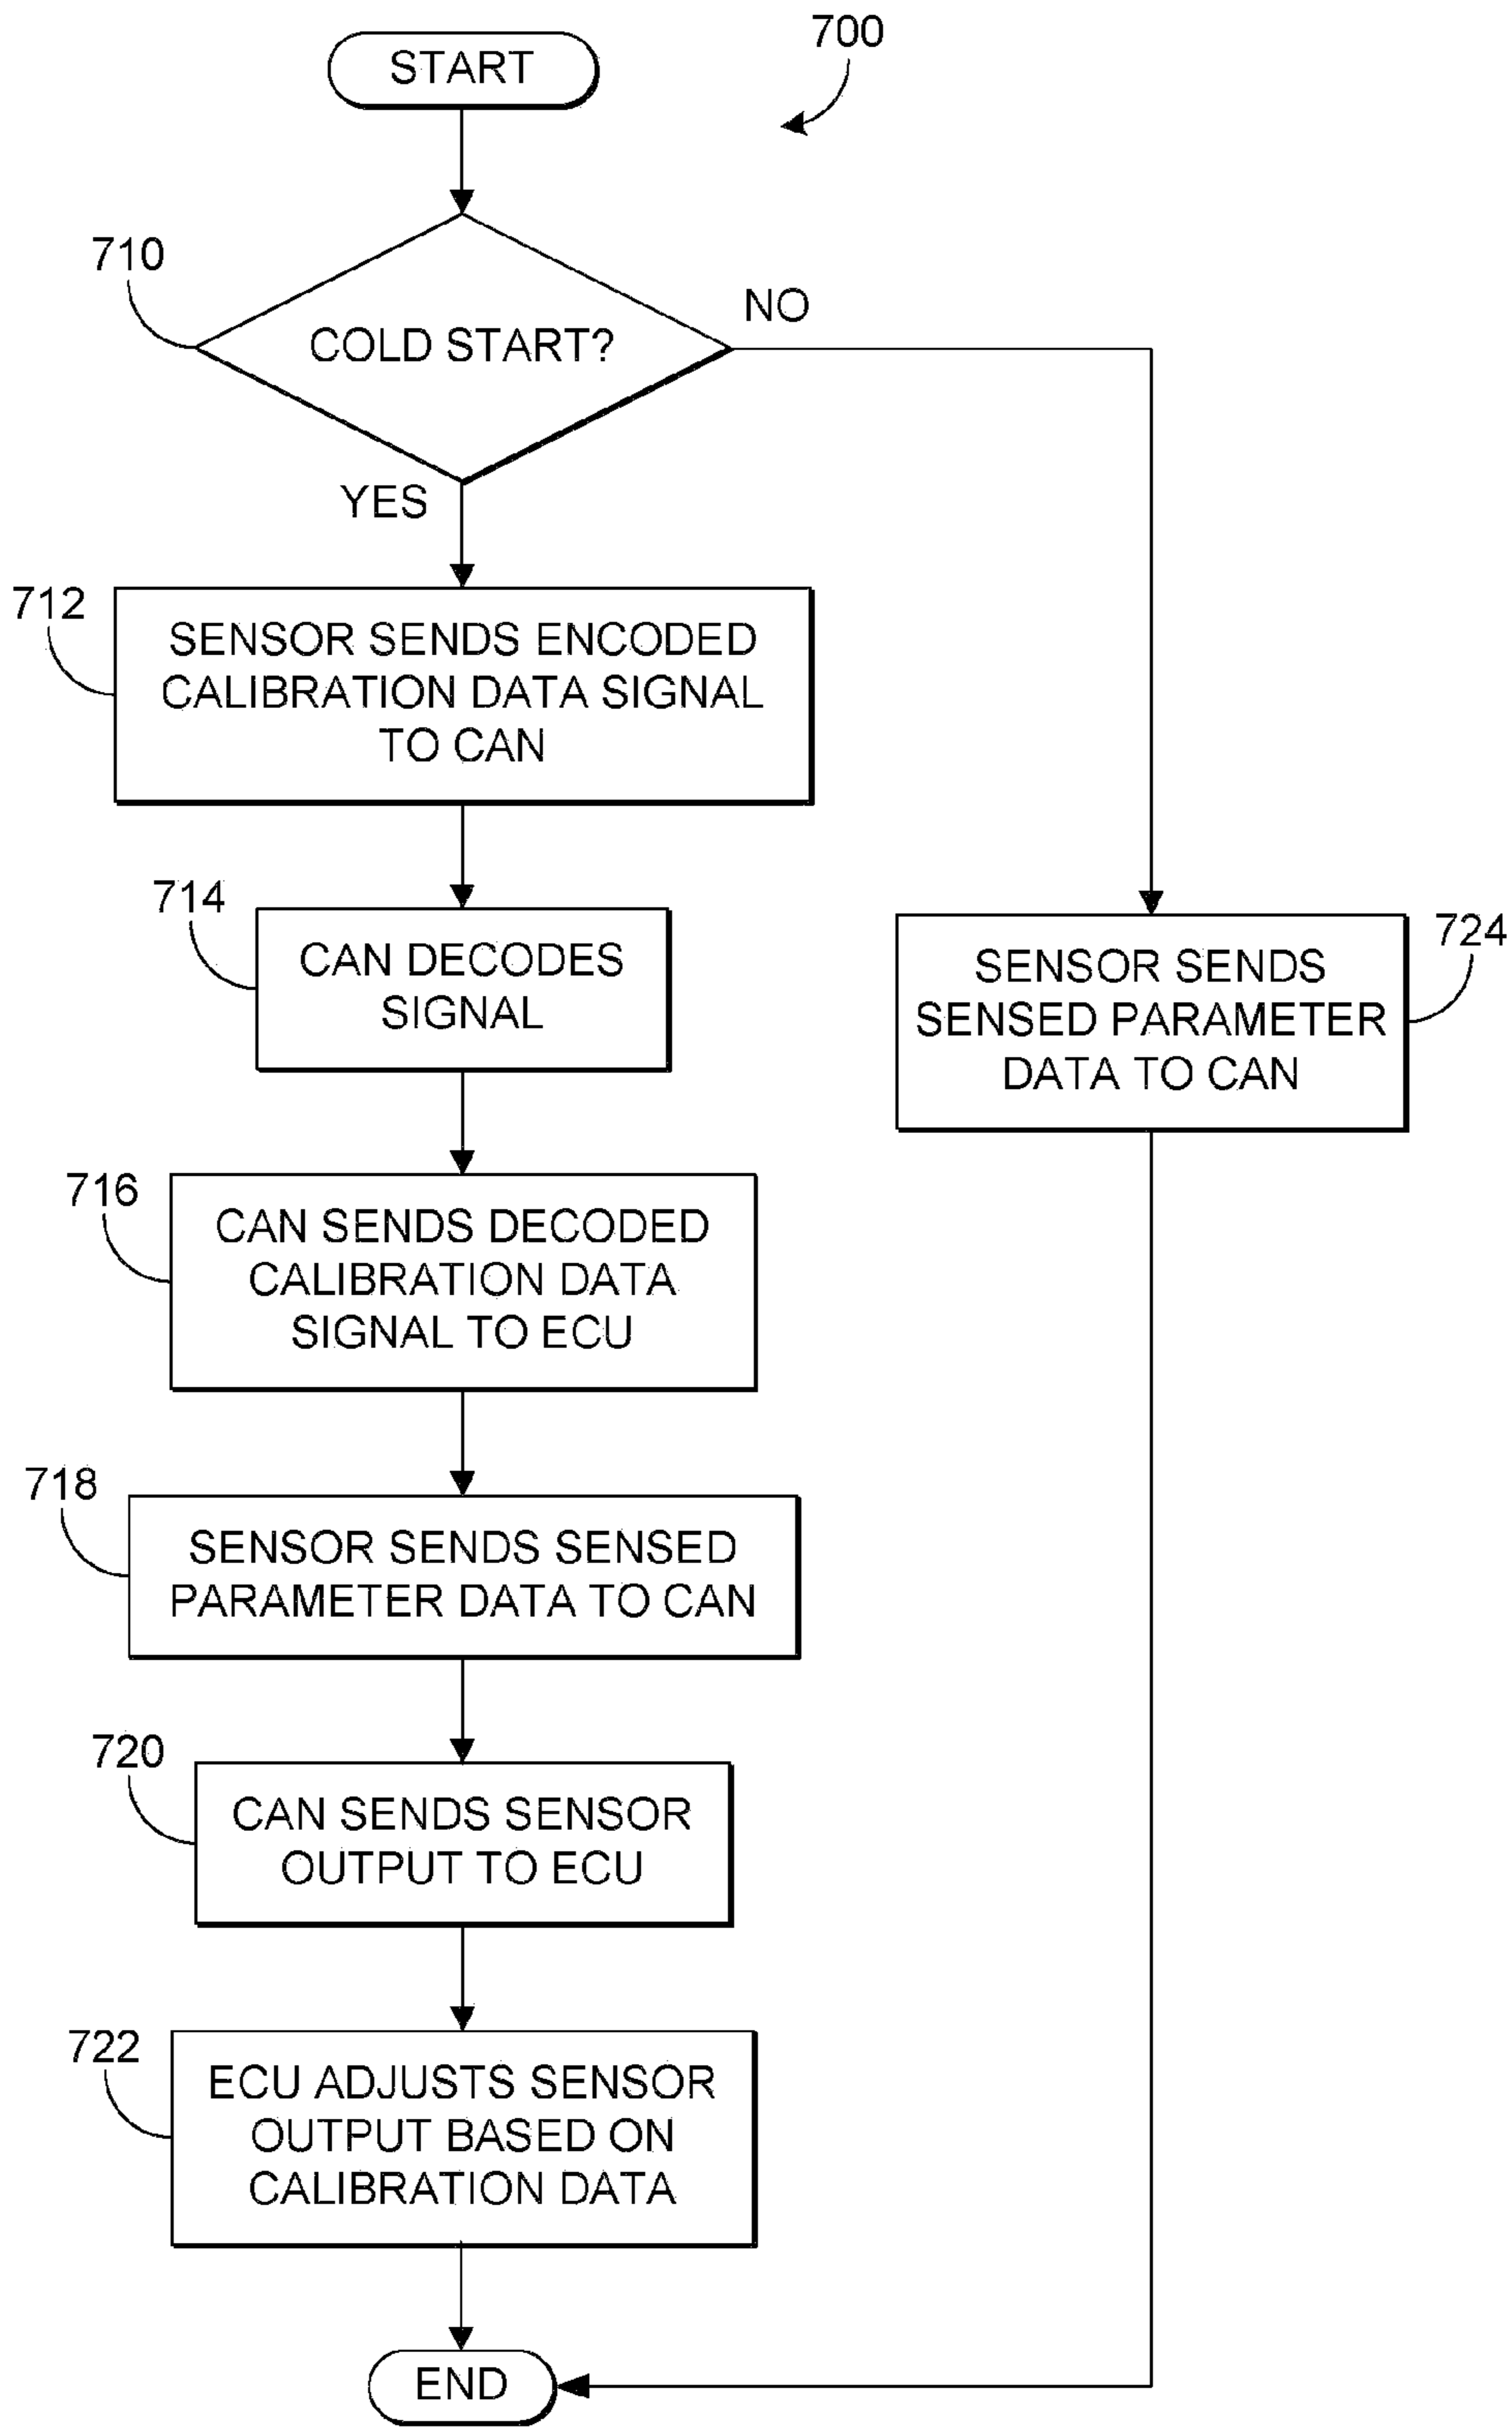 700
START
710
COLD START?
NO
YES
712
SENSOR SENDS ENCODED
CALIBRATION DATA SIGNAL
TO CAN
714
CAN DECODES
SIGNAL
724
SENSOR SENDS
SENSED PARAMETER
DATA TO CAN
716
CAN SENDS DECODED
CALIBRATION DATA
SIGNAL TO ECU
718
SENSOR SENDS SENSED
PARAMETER DATA TO CAN
720
CAN SENDS SENSOR
OUTPUT TO ECU
722
ECU ADJUSTS SENSOR
OUTPUT BASED ON
CALIBRATION DATA
END